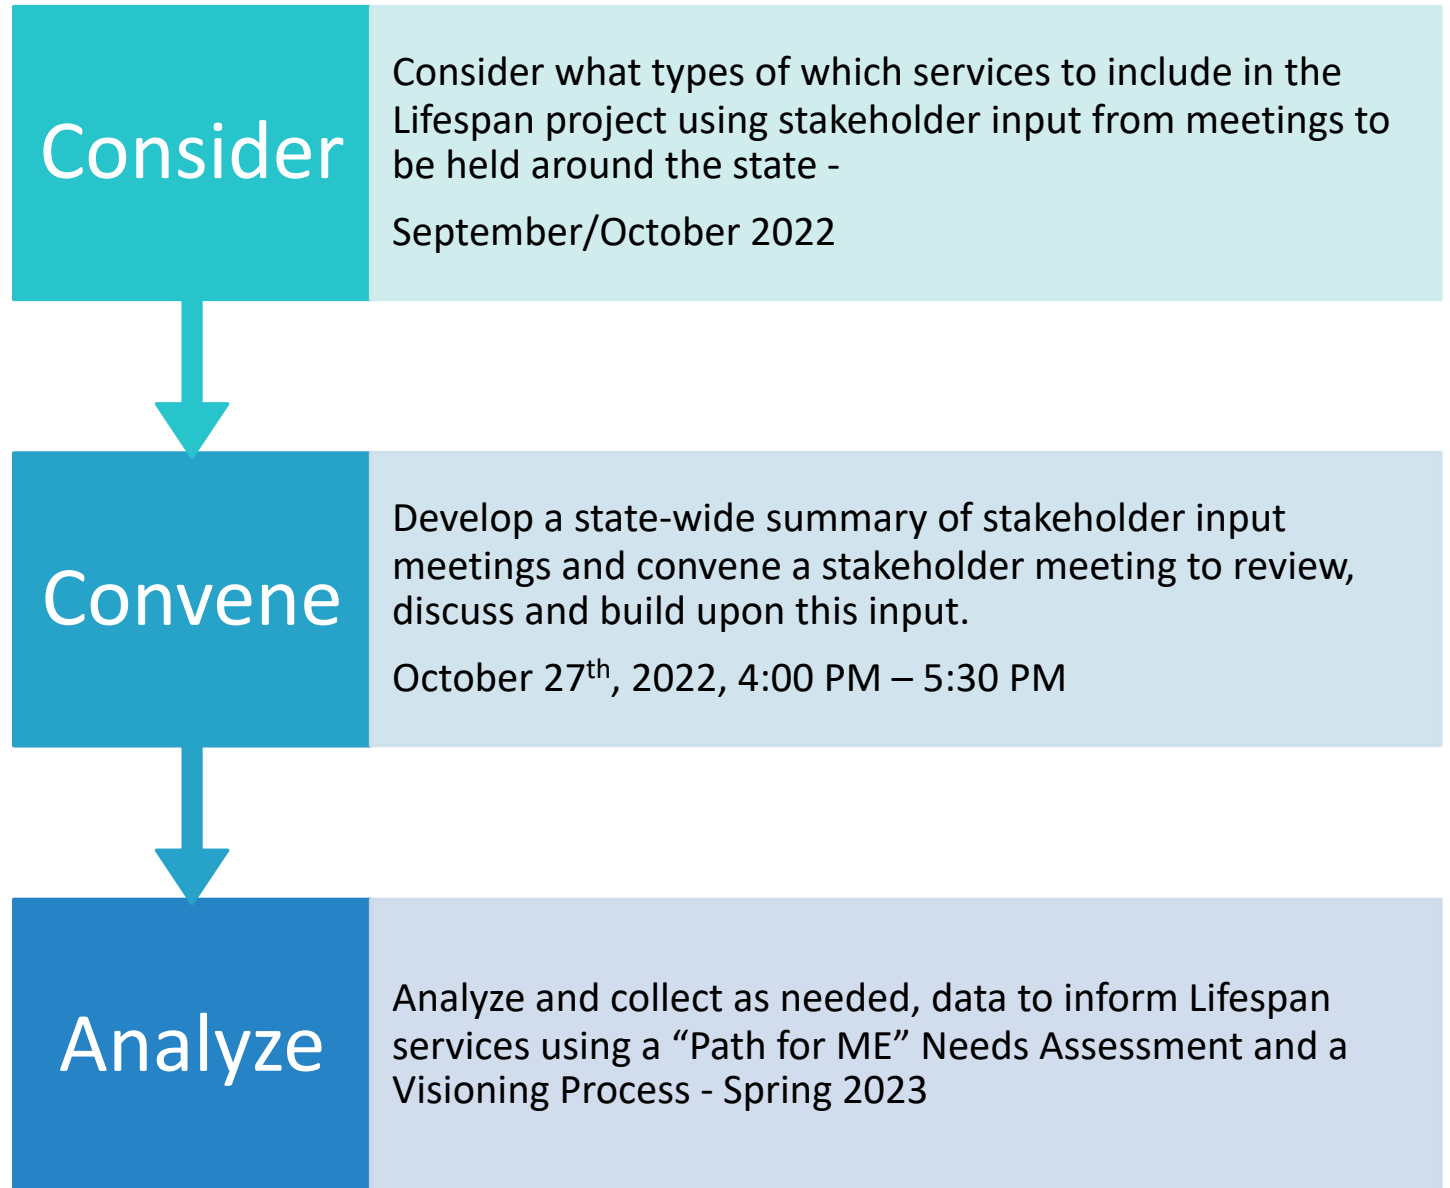 Consider
Consider what types of which services to include in the
Lifespan project using stakeholder input from meetings to
be held around the state -
September/October 2022
Convene
Develop a state-wide summary of stakeholder input
meetings and convene a stakeholder meeting to review,
discuss and build upon this input.
October 27th, 2022, 4:00 PM – 5:30 PM
Analyze
Analyze and collect as needed, data to inform Lifespan
services using a “Path for ME” Needs Assessment and a
Visioning Process - Spring 2023